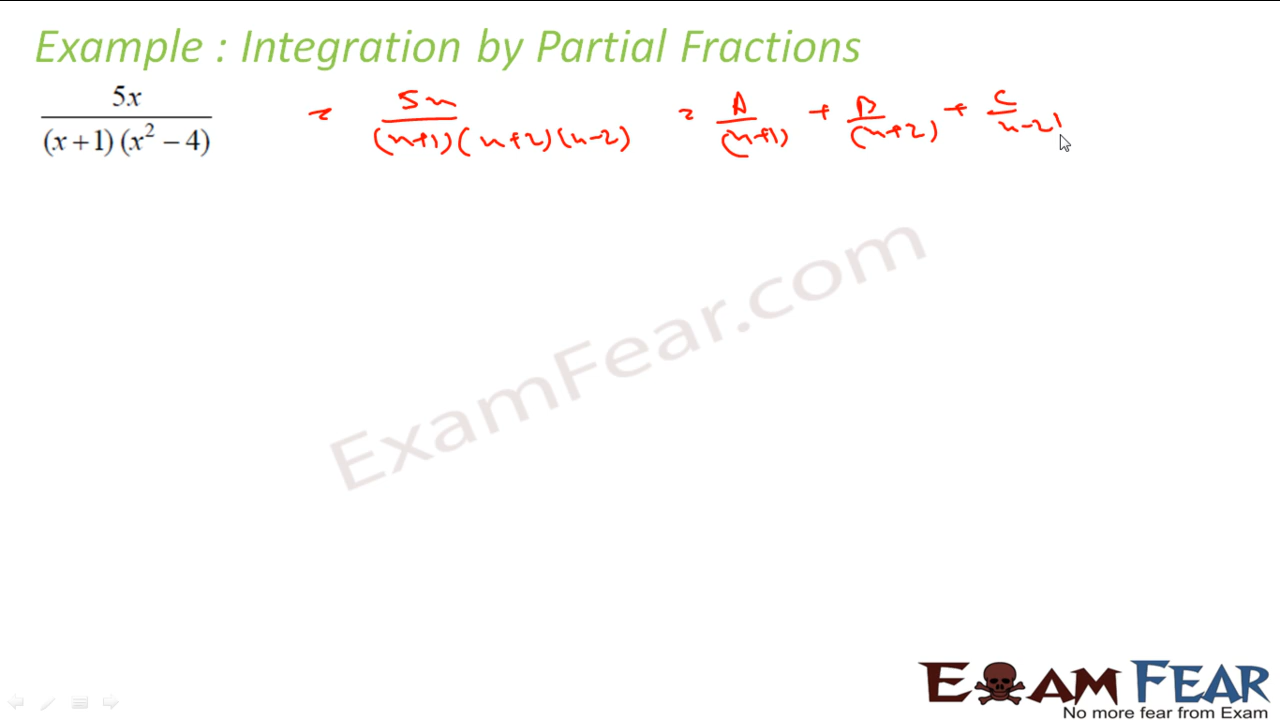 Example : Integration by Partial Fractions
5x / (x + 1) (x² − 4) = 5x / (x+1)(x+2)(x-2) = A / (x+1) + B / (x+2) + C / x-2
ExamFear.com
EXAM FEAR
No more fear from Exam